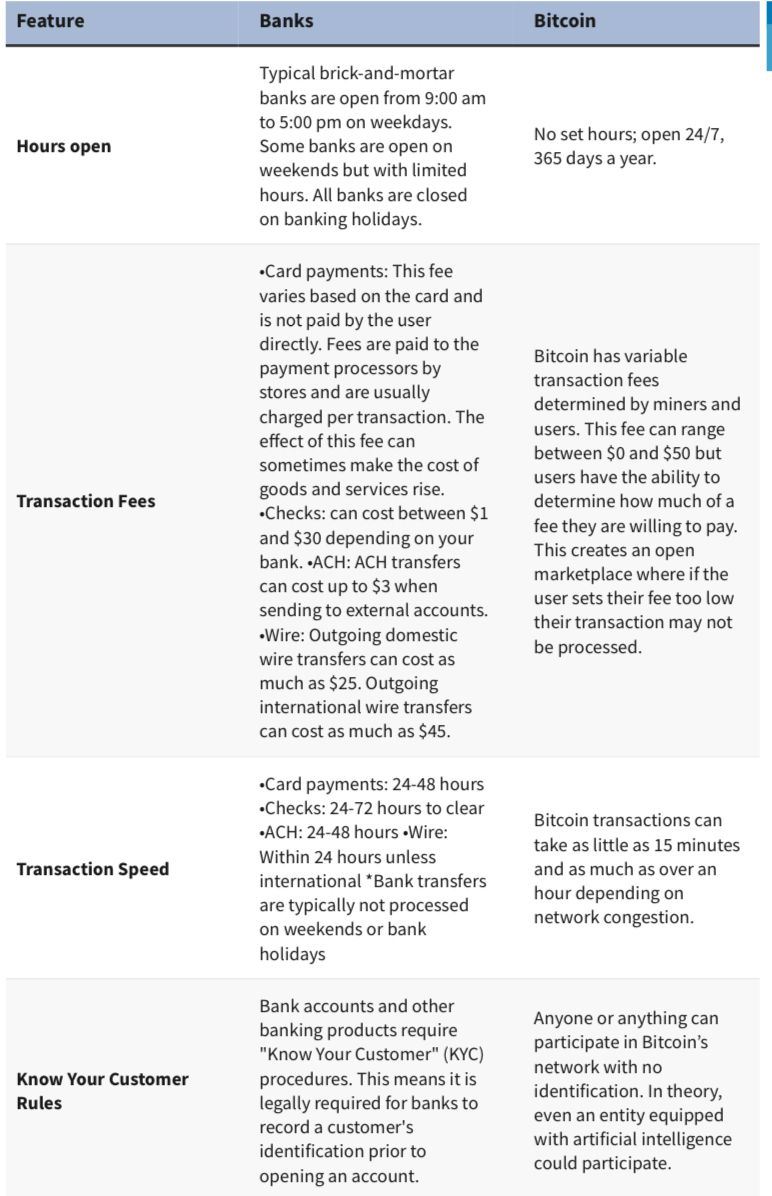 Feature
Banks
Bitcoin
Hours open
Typical brick-and-mortar
banks are open from 9:00 am
to 5:00 pm on weekdays.
Some banks are open on
weekends but with limited
hours. All banks are closed
on banking holidays.
No set hours; open 24/7,
365 days a year.
Transaction Fees
•Card payments: This fee
varies based on the card and
is not paid by the user
directly. Fees are paid to the
payment processors by
stores and are usually
charged per transaction. The
effect of this fee can
sometimes make the cost of
goods and services rise.
•Checks: can cost between $1
and $30 depending on your
bank. •ACH: ACH transfers
can cost up to $3 when
sending to external accounts.
•Wire: Outgoing domestic
wire transfers can cost as
much as $25. Outgoing
international wire transfers
can cost as much as $45.
Bitcoin has variable
transaction fees
determined by miners and
users. This fee can range
between $0 and $50 but
users have the ability to
determine how much of a
fee they are willing to pay.
This creates an open
marketplace where if the
user sets their fee too low
their transaction may not
be processed.
Transaction Speed
•Card payments: 24-48 hours
•Checks: 24-72 hours to clear
•ACH: 24-48 hours •Wire:
Within 24 hours unless
international *Bank transfers
are typically not processed
on weekends or bank
holidays
Bitcoin transactions can
take as little as 15 minutes
and as much as over an
hour depending on
network congestion.
Know Your Customer
Rules
Bank accounts and other
banking products require
"Know Your Customer" (KYC)
procedures. This means it is
legally required for banks to
record a customer's
identification prior to
opening an account.
Anyone or anything can
participate in Bitcoin’s
network with no
identification. In theory,
even an entity equipped
with artificial intelligence
could participate.